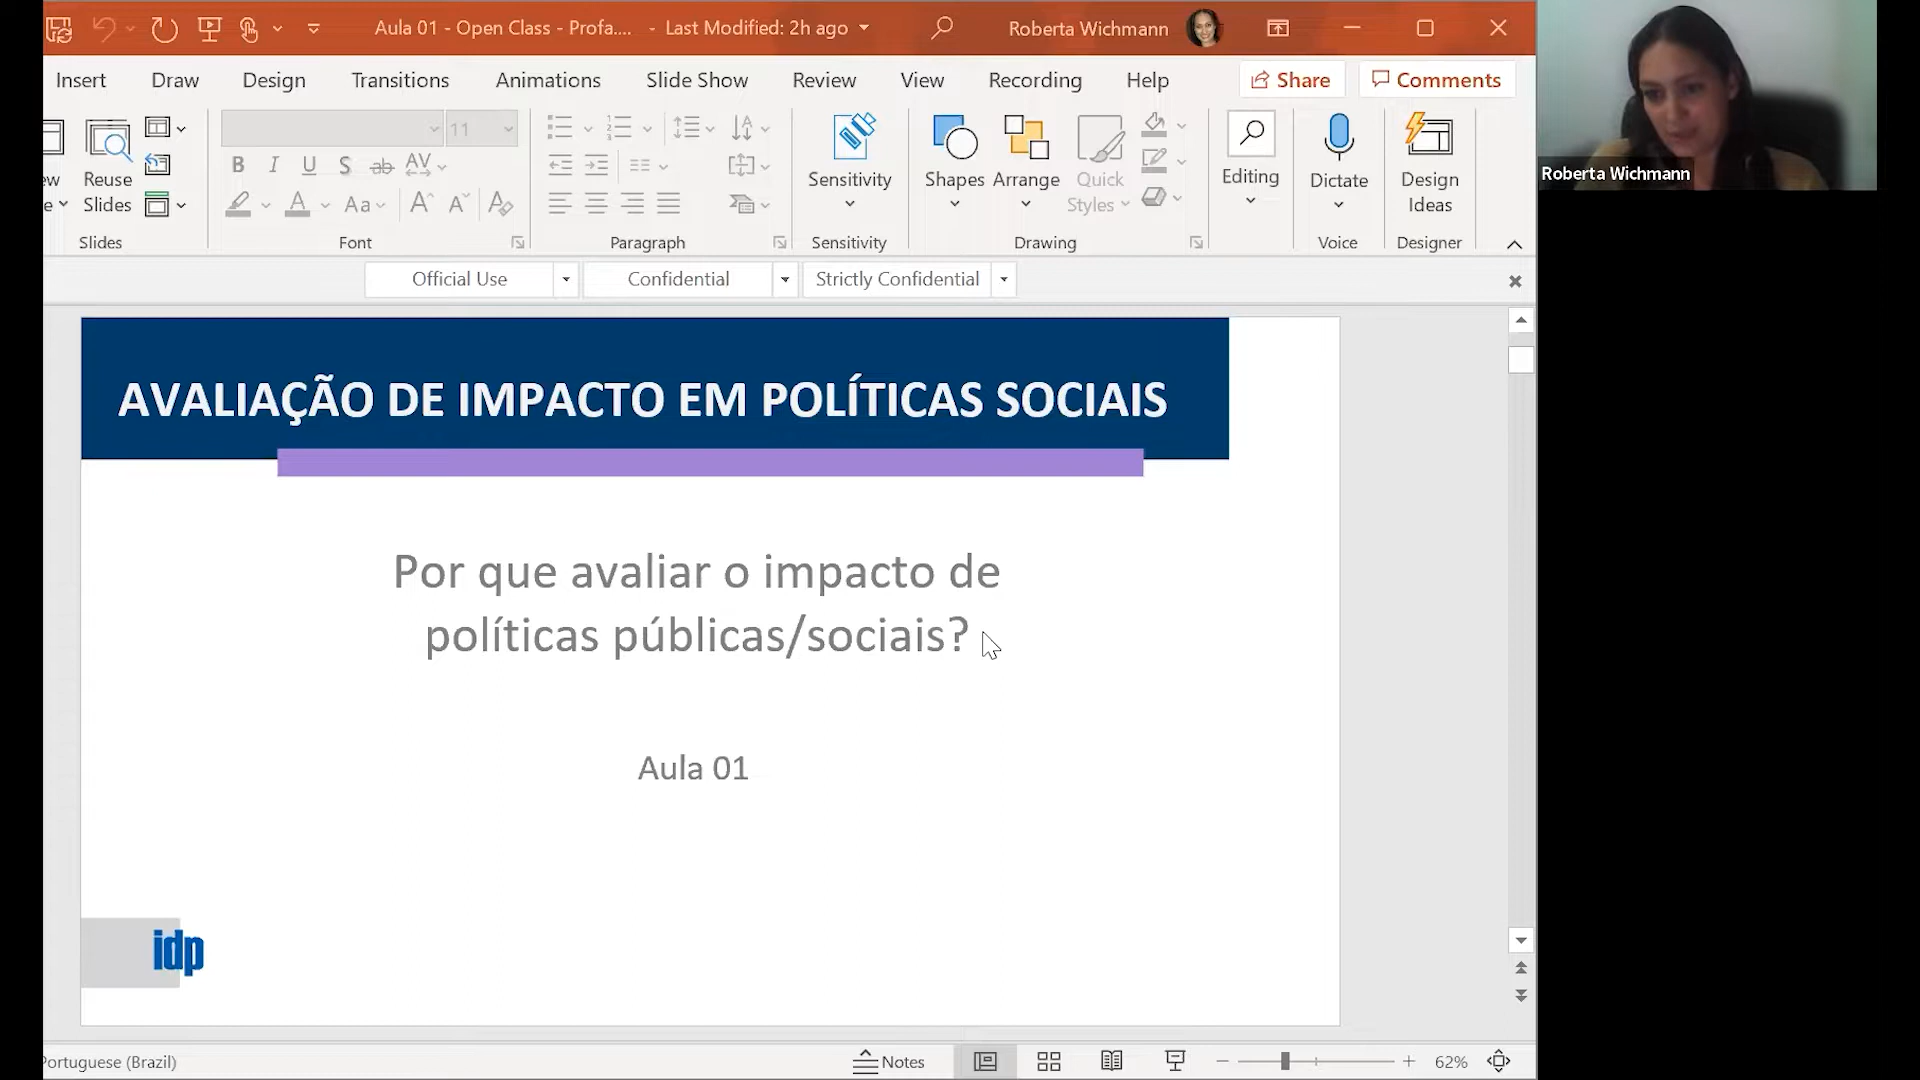 Aula 01 - Open Class - Profa.... - Last Modified: 2h ago
Roberta Wichmann
Insert Draw Design Transitions Animations Slide Show Review View Recording Help Share Comments
11
Reuse
Slides
Slides
B I U S ab AV
A Aa A A A
Font
Paragraph
Sensitivity
Sensitivity
Shapes
Arrange
Quick
Styles
Drawing
Editing
Dictate
Voice
Design
Ideas
Designer
Roberta Wichmann
Official Use Confidential Strictly Confidential
AVALIAÇÃO DE IMPACTO EM POLÍTICAS SOCIAIS
Por que avaliar o impacto de
políticas públicas/sociais?
Aula 01
idp
Portuguese (Brazil)
Notes
62%